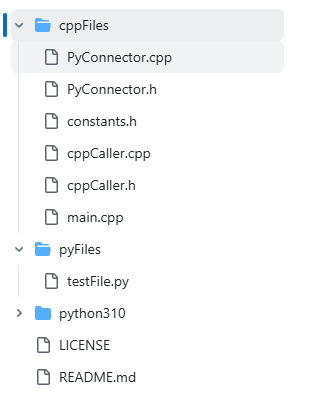 cppFiles
PyConnector.cpp
PyConnector.h
constants.h
cppCaller.cpp
cppCaller.h
main.cpp
pyFiles
testFile.py
python310
LICENSE
README.md